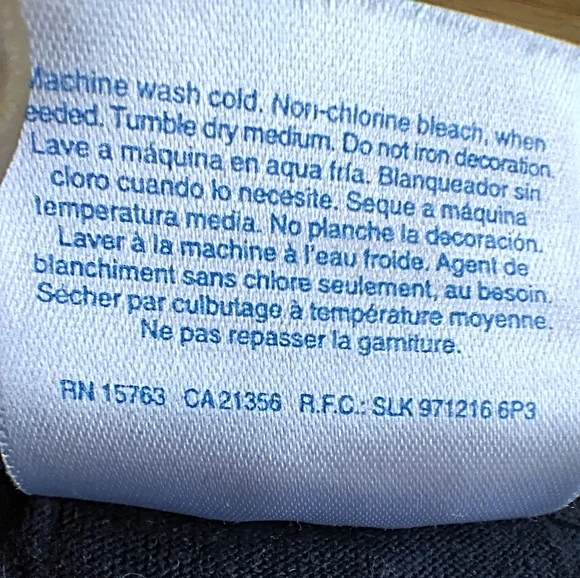 Machine wash cold. Non-chlorine bleach, when
needed. Tumble dry medium. Do not iron decoration.
Lave a máquina en aqua fría. Blanqueador sin
cloro cuando lo necesite. Seque a máquina
temperatura media. No planche la decoración.
Laver à la machine à l'eau froide. Agent de
blanchiment sans chlore seulement, au besoin.
Sécher par culbutage à température moyenne.
Ne pas repasser la garniture.
RN 15763 CA 21356 R.F.C.: SLK 971216 6P3